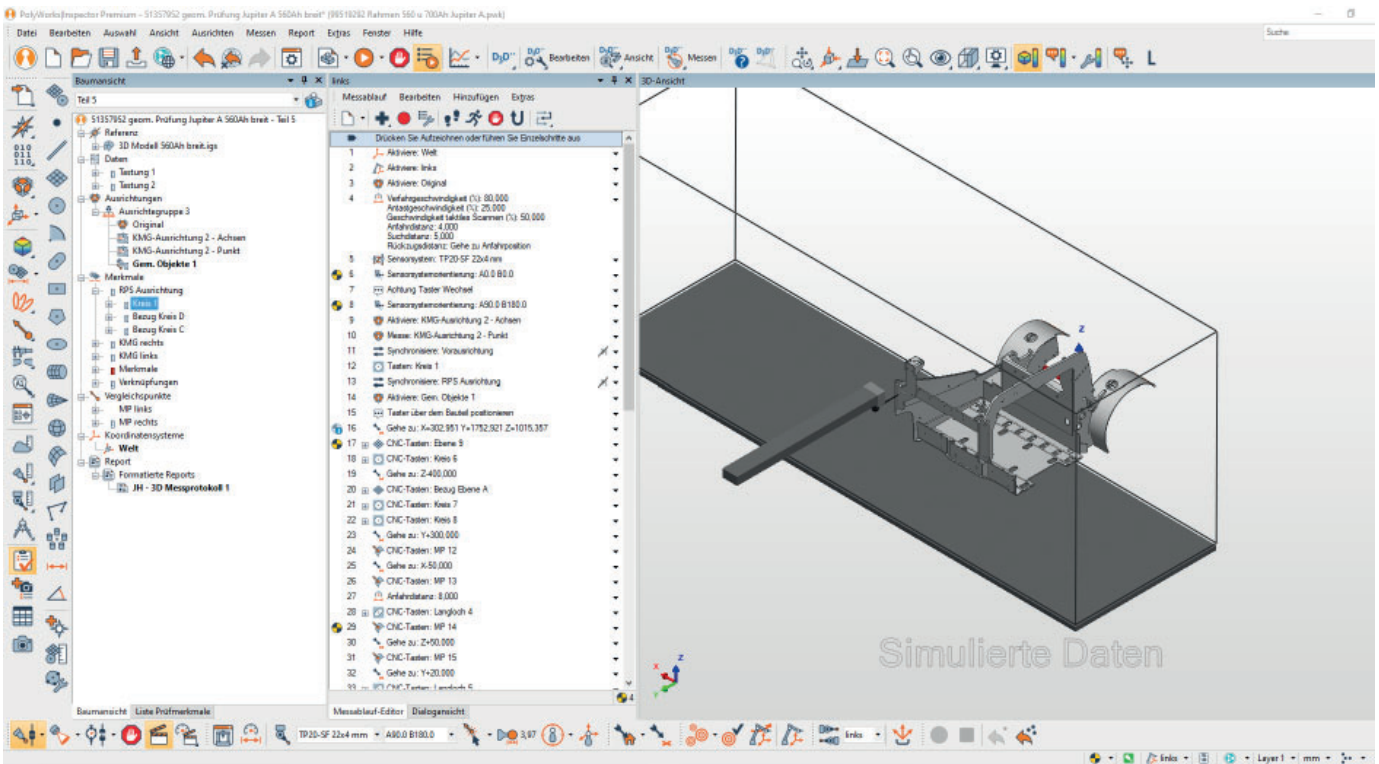 PolyWorks|Inspector Premium – 51357952 geom. Prüfung Jupiter A 560Ah breit* (98518282 Rahmen 560 u 700Ah Jupiter A.pwk)
Datei Bearbeiten Auswahl Ansicht Ausrichten Messen Report Extras Fenster Hilfe
Suche
Bearbeiten
Ansicht
Messen
L
Baumansicht
Teil 5
51357952 geom. Prüfung Jupiter A 560Ah breit - Teil 5
Referenz
3D Modell 560Ah breit.igs
Daten
Tastung 1
Tastung 2
Ausrichtungen
Ausrichtegruppe 3
Original
KMG-Ausrichtung 2 - Achsen
KMG-Ausrichtung 2 - Punkt
Gem. Objekte 1
Merkmale
RPS Ausrichtung
Kreis 1
Bezug Kreis D
Bezug Kreis C
KMG rechts
KMG links
Merkmale
Verknüpfungen
Vergleichspunkte
MP links
MP rechts
Koordinatensysteme
Welt
Report
Formatierte Reports
JH - 3D Messprotokoll 1
Baumansicht Liste Prüfmerkmale
links
Messablauf Bearbeiten Hinzufügen Extras
Drücken Sie Aufzeichnen oder führen Sie Einzelschritte aus
1 Aktiviere: Welt
2 Aktiviere: links
3 Aktiviere: Original
4 Verfahrgeschwindigkeit (%): 80,000
Antastgeschwindigkeit (%): 25,000
Geschwindigkeit taktiles Scannen (%): 50,000
Anfahrdistanz: 4,000
Suchdistanz: 5,000
Rückzugsdistanz: Gehe zu Anfahrposition
5 Sensorsystem: TP20-SF 22x4 mm
6 Sensorsystemorientierung: A0.0 B0.0
7 Achtung Taster Wechsel
8 Sensorsystemorientierung: A90.0 B180.0
9 Aktiviere: KMG-Ausrichtung 2 - Achsen
10 Messe: KMG-Ausrichtung 2 - Punkt
11 Synchronisiere: Vorausrichtung
12 Tasten: Kreis 1
13 Synchronisiere: RPS Ausrichtung
14 Aktiviere: Gem. Objekte 1
15 Taster über dem Bauteil positionieren
16 Gehe zu: X=302,951 Y=1752,921 Z=1015,357
17 CNC-Tasten: Ebene 9
18 CNC-Tasten: Kreis 6
19 Gehe zu: Z-400,000
20 CNC-Tasten: Bezug Ebene A
21 CNC-Tasten: Kreis 7
22 CNC-Tasten: Kreis 8
23 Gehe zu: Y+300,000
24 CNC-Tasten: MP 12
25 Gehe zu: X-50,000
26 CNC-Tasten: MP 13
27 Anfahrdistanz: 8,000
28 CNC-Tasten: Langloch 4
29 CNC-Tasten: MP 14
30 Gehe zu: Z+50,000
31 CNC-Tasten: MP 15
32 Gehe zu: Y+20,000
33 CNC-Tasten: Langloch 5
4
Messablauf-Editor Dialogansicht
3D-Ansicht
Z
Simulierte Daten
X
Z
Y
TP20-SF 22x4 mm
A90.0 B180.0
3,97
links
links
Layer1
mm